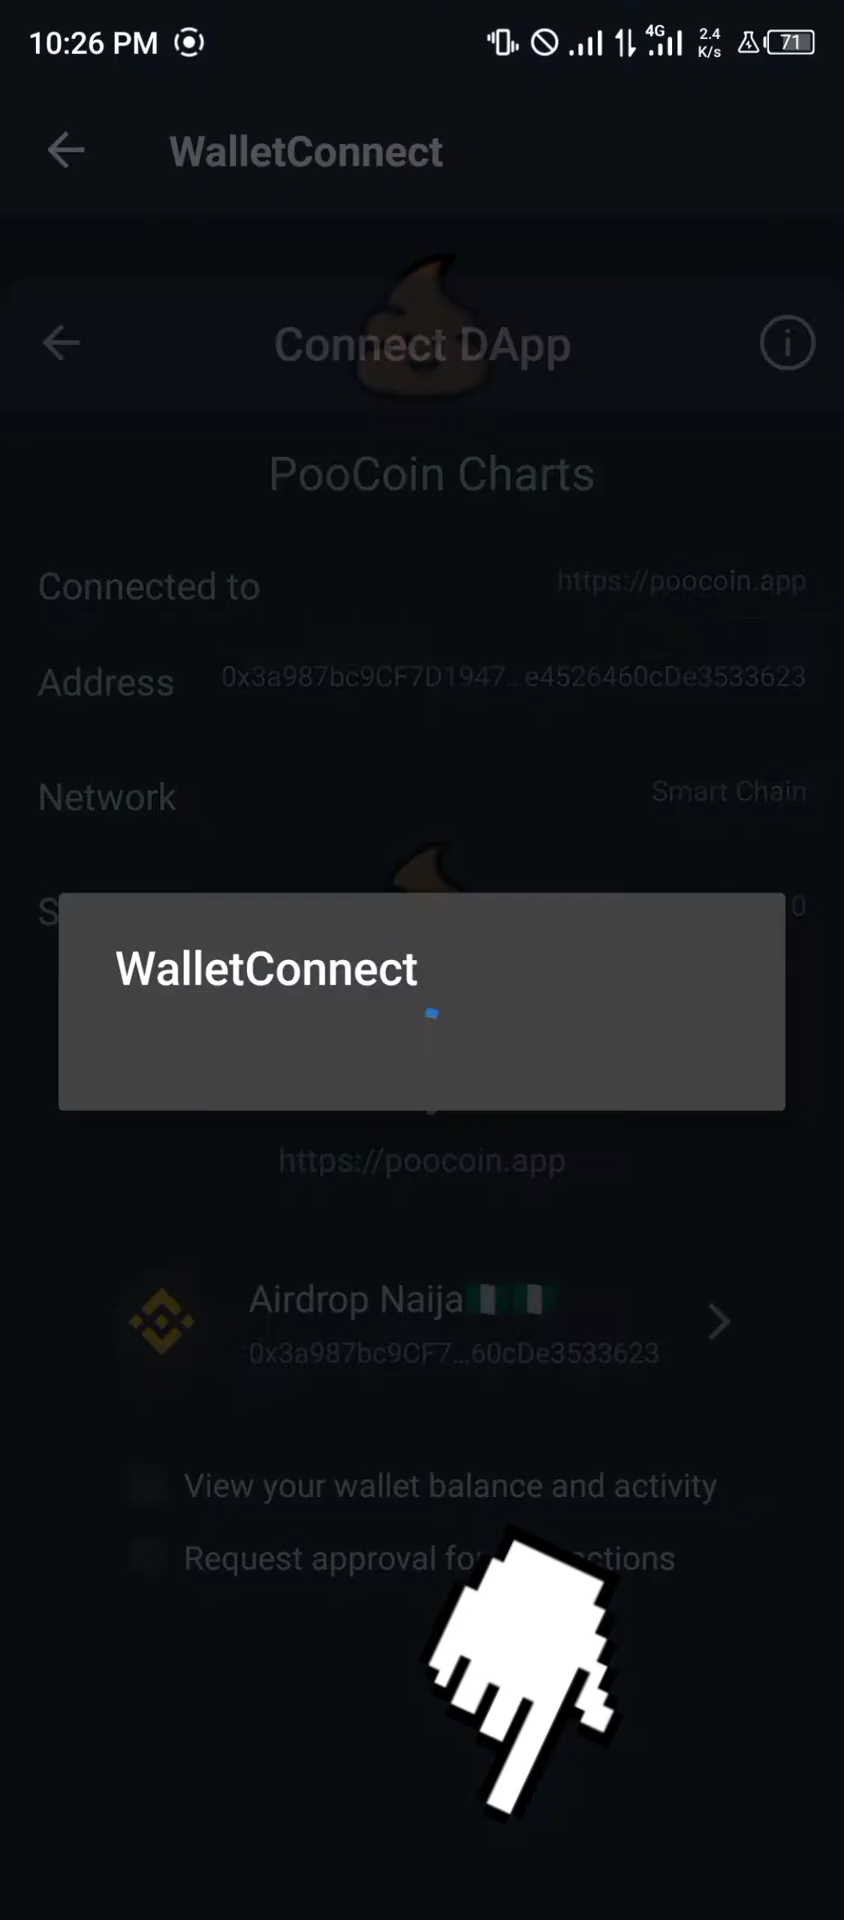 10:26 PM
4G
2.4
K/s
71
WalletConnect
Connect DApp
PooCoin Charts
Connected to
https://poocoin.app
Address
0x3a987bc9CF7D1947...e4526460cDe3533623
Network
Smart Chain
S
0
WalletConnect
https://poocoin.app
Airdrop Naija🇳🇬🇳🇬
0x3a987bc9CF7...60cDe3533623
View your wallet balance and activity
Request approval for